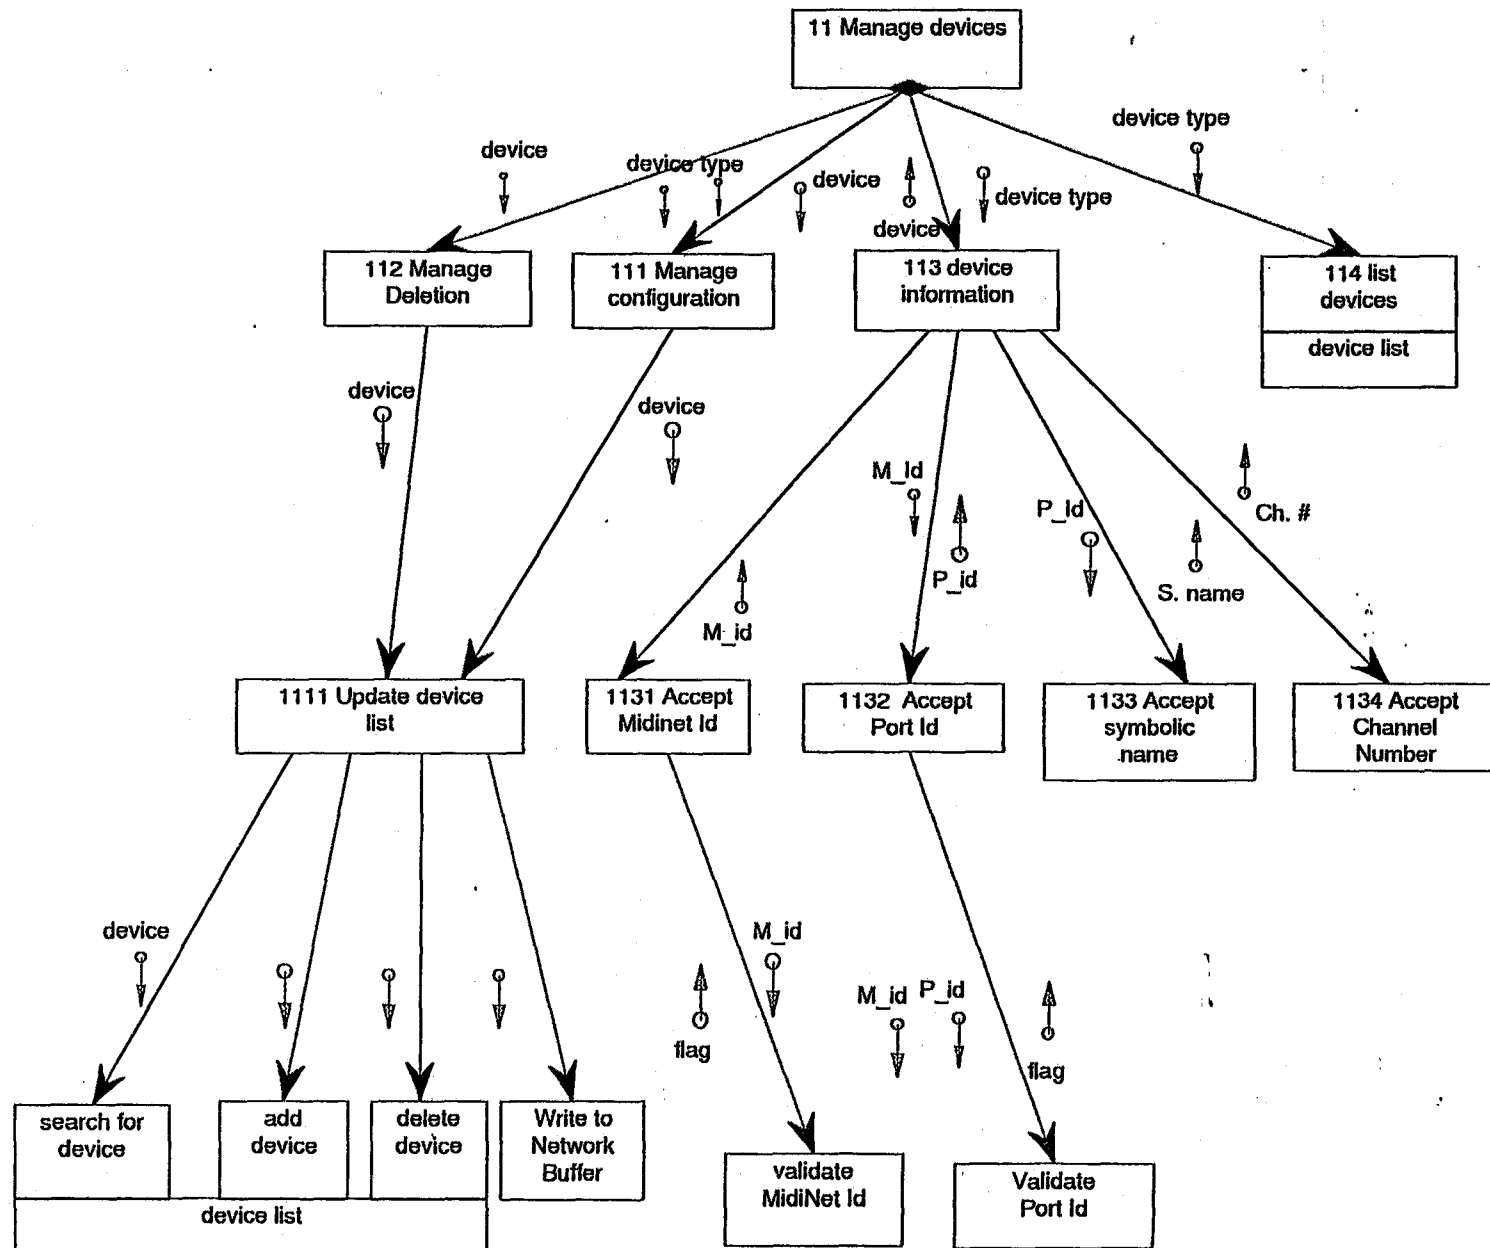 11 Manage devices
device type
device
device type
device
device type
device
112 Manage
Deletion
111 Manage
configuration
113 device
information
114 list
devices
device list
device
device
M_Id
P_id
P_Id
S. name
Ch. #
M_id
1111 Update device
list
1131 Accept
Midinet Id
1132 Accept
Port Id
1133 Accept
symbolic
name
1134 Accept
Channel
Number
device
M_id
flag
M_id
P_id
flag
search for
device
add
device
delete
device
Write to
Network
Buffer
device list
validate
MidiNet Id
Validate
Port Id